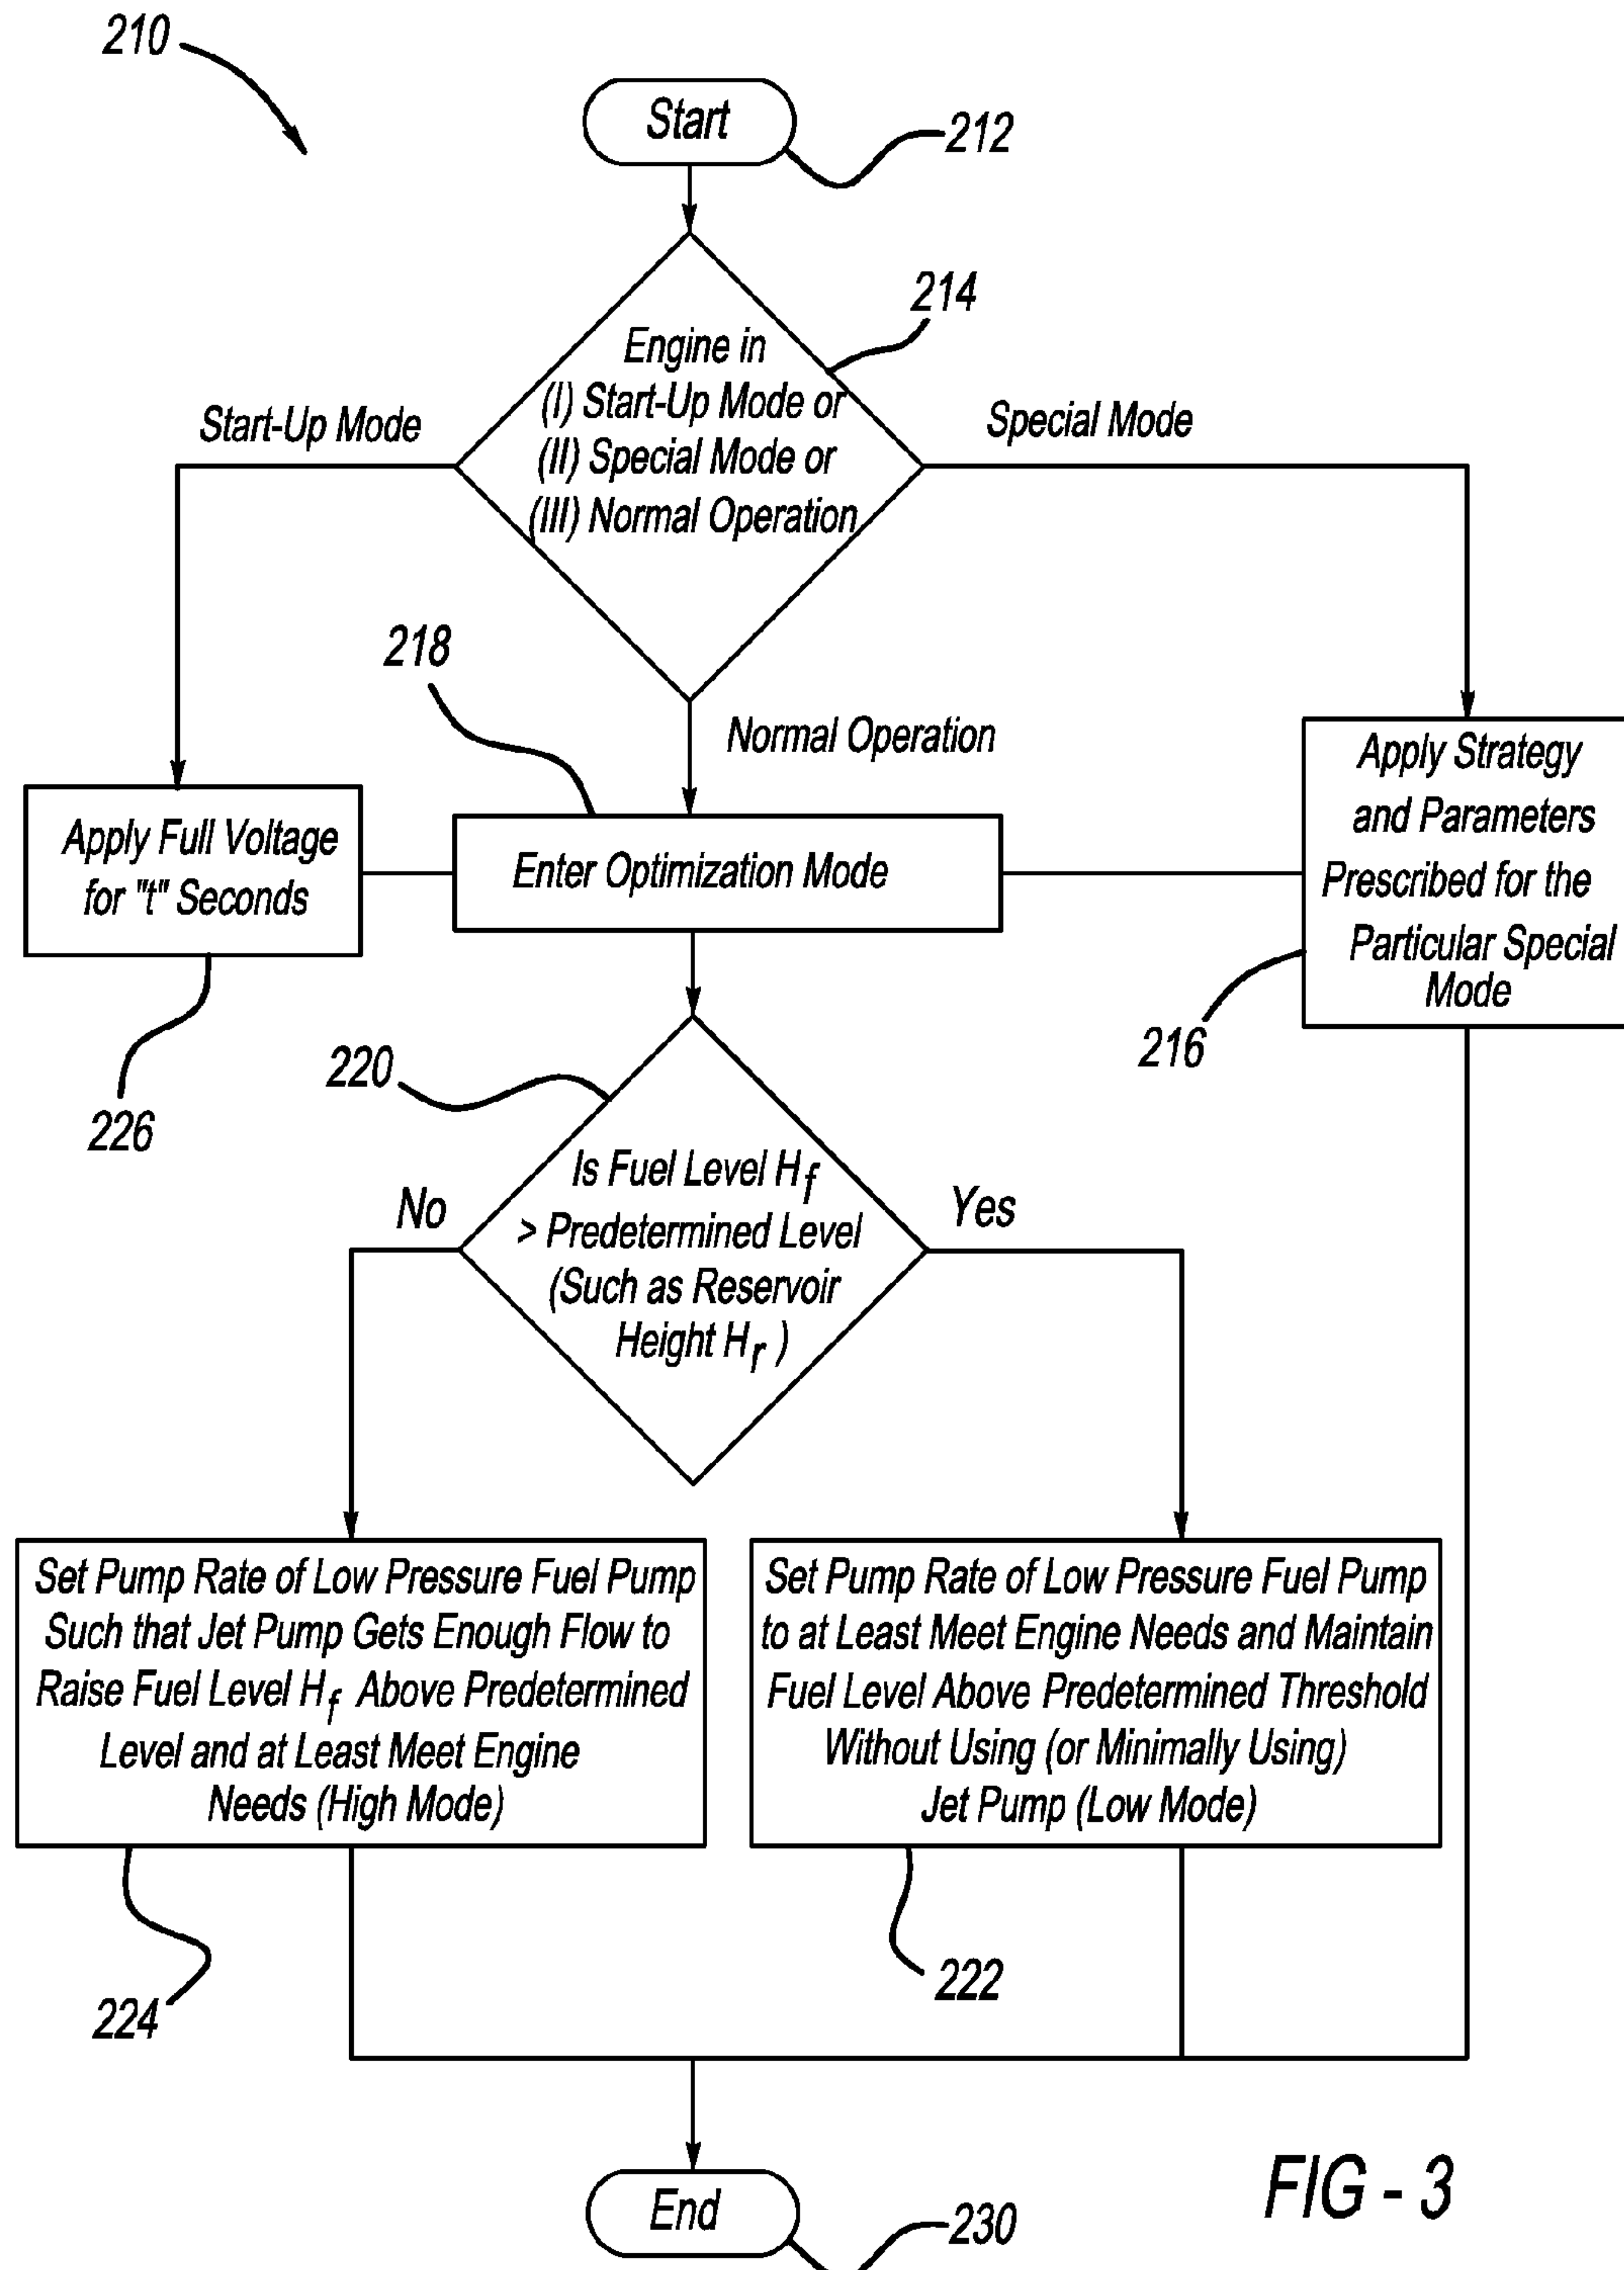 210
Start
212
214
Engine in
(I) Start-Up Mode or
(II) Special Mode or
(III) Normal Operation
Start-Up Mode
Special Mode
218
Normal Operation
Apply Full Voltage
for "t" Seconds
Enter Optimization Mode
Apply Strategy
and Parameters
Prescribed for the
Particular Special
Mode
226
216
220
Is Fuel Level Hf
> Predetermined Level
(Such as Reservoir
Height Hr )
No
Yes
Set Pump Rate of Low Pressure Fuel Pump
Such that Jet Pump Gets Enough Flow to
Raise Fuel Level Hf Above Predetermined
Level and at Least Meet Engine
Needs (High Mode)
Set Pump Rate of Low Pressure Fuel Pump
to at Least Meet Engine Needs and Maintain
Fuel Level Above Predetermined Threshold
Without Using (or Minimally Using)
Jet Pump (Low Mode)
224
222
End
230
FIG - 3